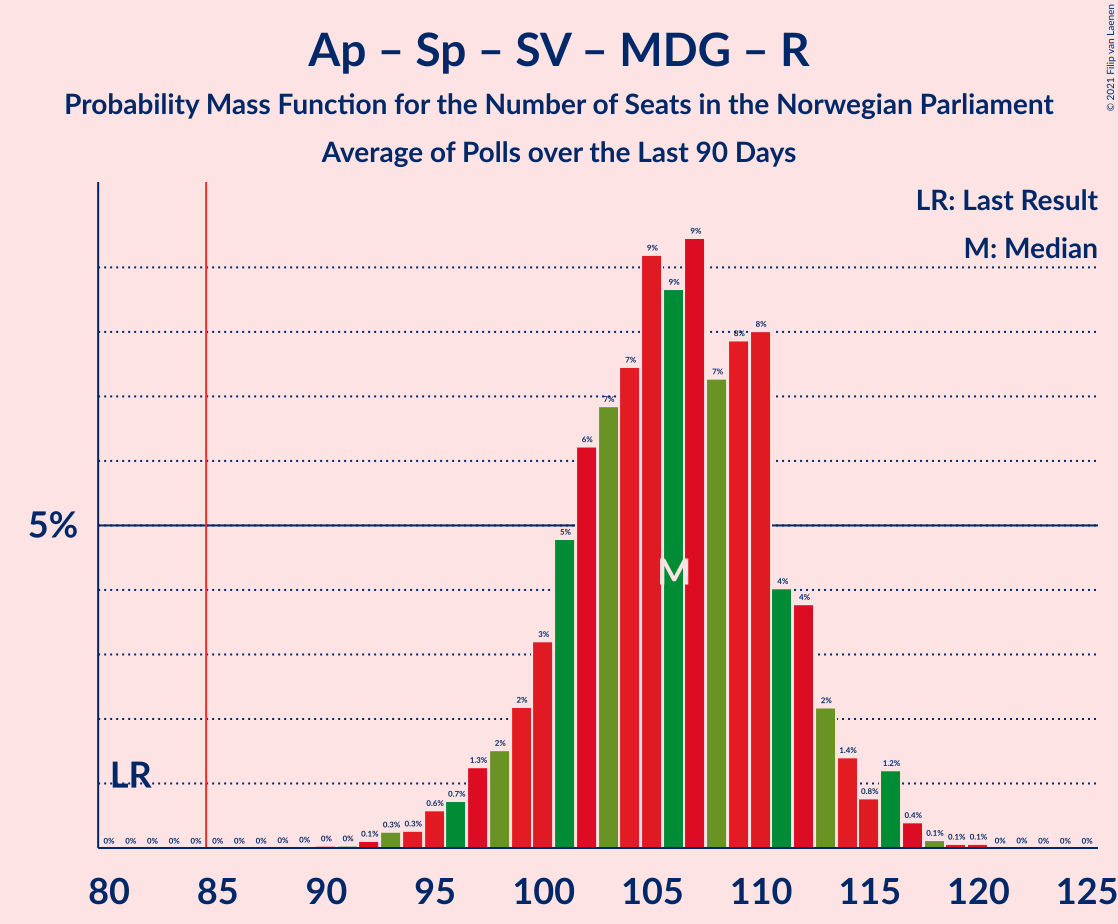 Ap – Sp – SV – MDG – R
Probability Mass Function for the Number of Seats in the Norwegian Parliament
Average of Polls over the Last 90 Days
© 2021 Filip van Laenen
LR: Last Result
M: Median
5%
LR
M
0% 0% 0% 0% 0% 0% 0% 0% 0% 0% 0% 0% 0.1% 0.3% 0.3% 0.6% 0.7% 1.3% 2% 2% 3% 5% 6% 7% 7% 9% 9% 9% 7% 8% 8% 4% 4% 2% 1.4% 0.8% 1.2% 0.4% 0.1% 0.1% 0.1% 0% 0% 0% 0% 0%
80 85 90 95 100 105 110 115 120 125